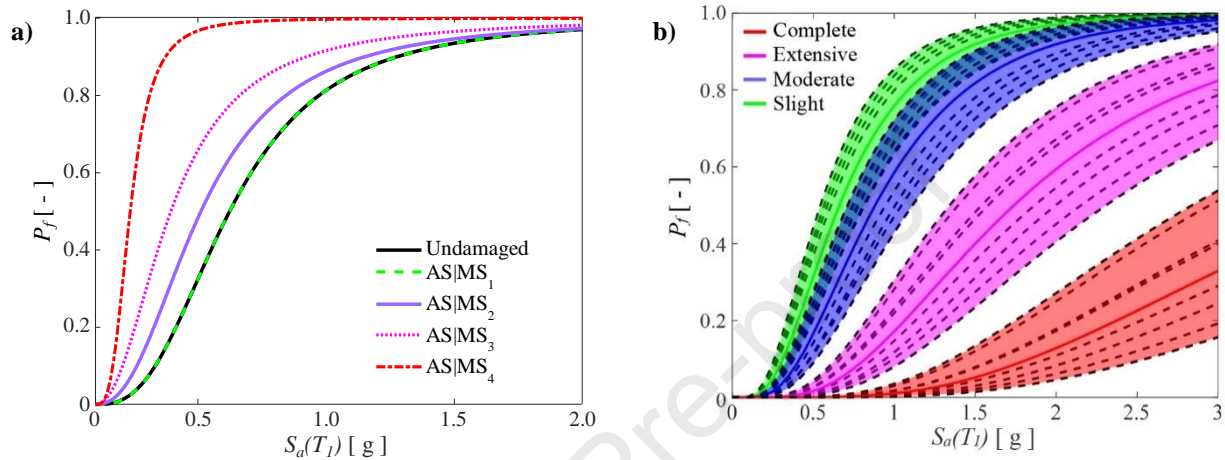 a)
1.0
0.8
0.6
0.4
0.2
0
P_f [ - ]
Undamaged
AS|MS_1
AS|MS_2
AS|MS_3
AS|MS_4
0 0.5 1.0 1.5 2.0
S_a(T_1) [ g ]
b)
1.0
0.8
0.6
0.4
0.2
0
P_f [ - ]
Complete
Extensive
Moderate
Slight
0 0.5 1 1.5 2 2.5 3
S_a(T_1) [ g ]